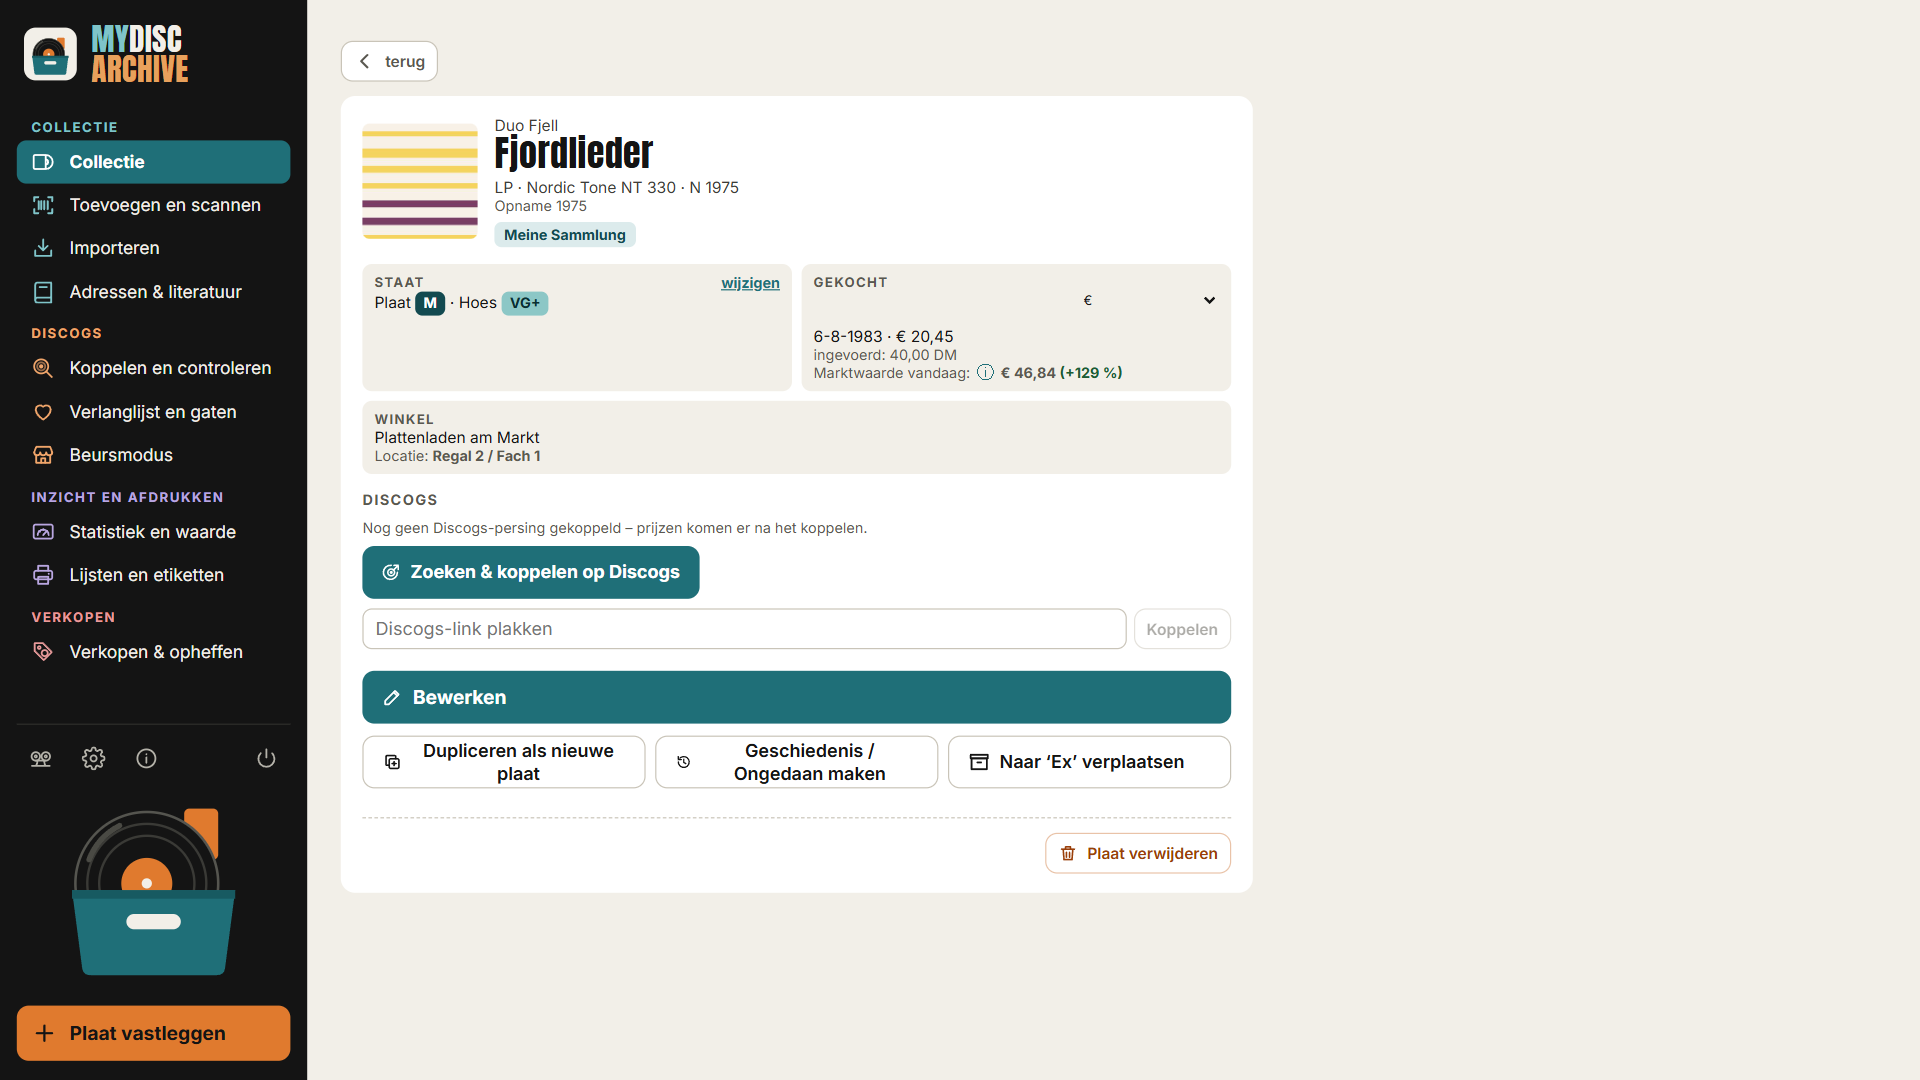 MYDISC
ARCHIVE
COLLECTIE
Collectie
Toevoegen en scannen
Importeren
Adressen & literatuur
DISCOGS
Koppelen en controleren
Verlanglijst en gaten
Beursmodus
INZICHT EN AFDRUKKEN
Statistiek en waarde
Lijsten en etiketten
VERKOPEN
Verkopen & opheffen
Plaat vastleggen
terug
Duo Fjell
Fjordlieder
LP · Nordic Tone NT 330 · N 1975
Opname 1975
Meine Sammlung
STAAT
wijzigen
Plaat M · Hoes VG+
GEKOCHT
€
6-8-1983 · € 20,45
ingevoerd: 40,00 DM
Marktwaarde vandaag: € 46,84 (+129 %)
WINKEL
Plattenladen am Markt
Locatie: Regal 2 / Fach 1
DISCOGS
Nog geen Discogs-persing gekoppeld – prijzen komen er na het koppelen.
Zoeken & koppelen op Discogs
Discogs-link plakken
Koppelen
Bewerken
Dupliceren als nieuwe
plaat
Geschiedenis /
Ongedaan maken
Naar ‘Ex’ verplaatsen
Plaat verwijderen